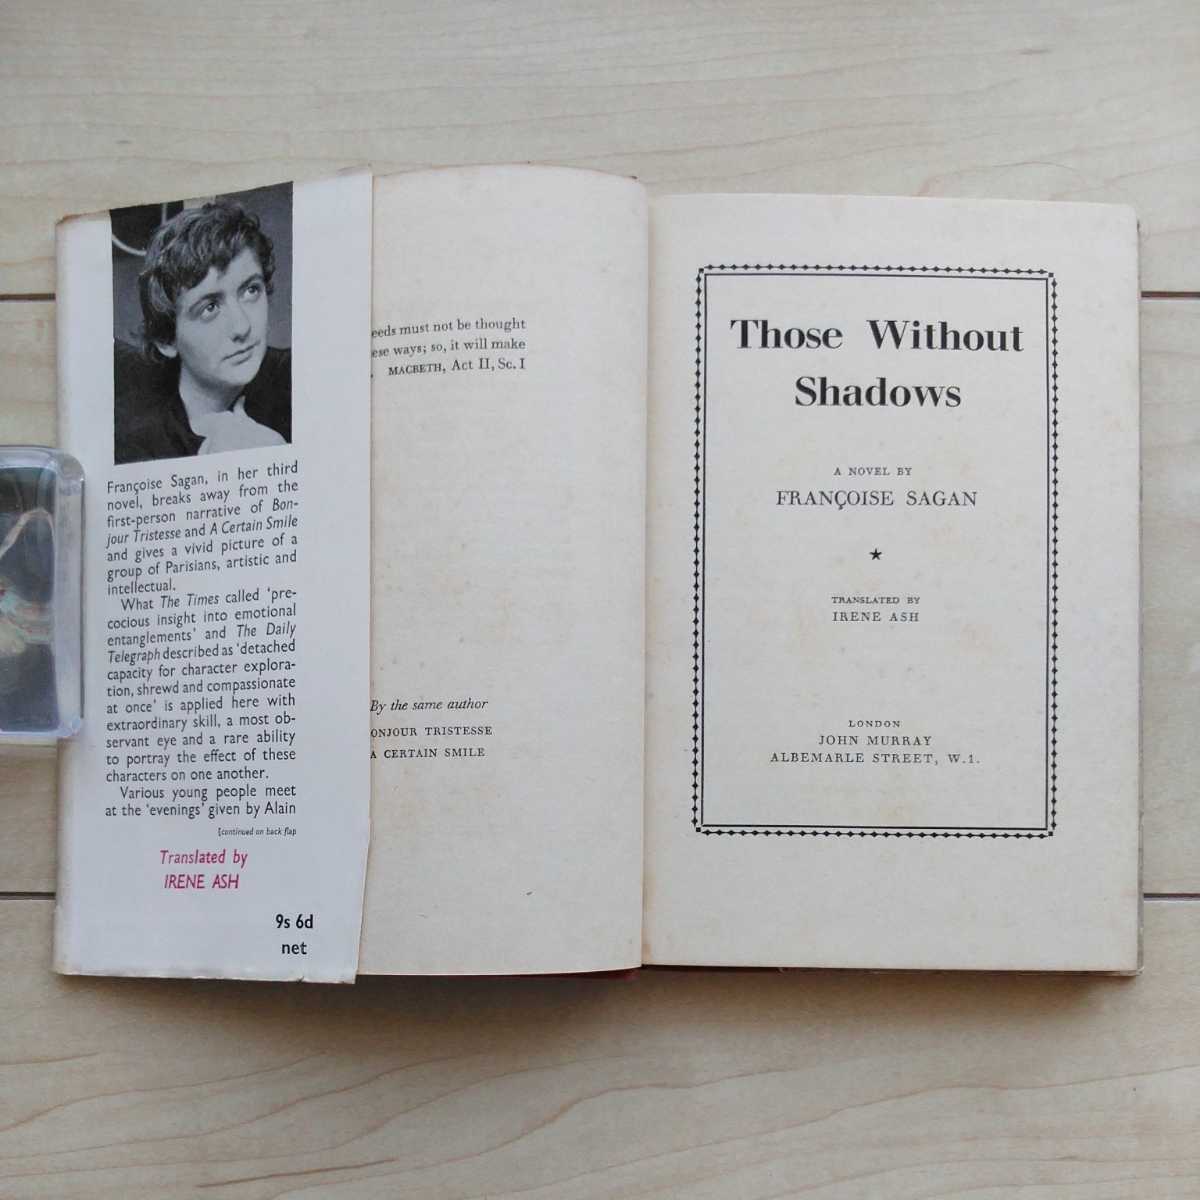 Françoise Sagan, in her third
novel, breaks away from the
first-person narrative of Bon-
jour Tristesse and A Certain Smile
and gives a vivid picture of a
group of Parisians, artistic and
intellectual.
What The Times called 'pre-
cocious insight into emotional
entanglements' and The Daily
Telegraph described as 'detached
capacity for character explora-
tion, shrewd and compassionate
at once' is applied here with
extraordinary skill, a most ob-
servant eye and a rare ability
to portray the effect of these
characters on one another.
Various young people meet
at the 'evenings' given by Alain
[continued on back flap
Translated by
IRENE ASH
9s 6d
net
eeds must not be thought
ese ways; so, it will make
. MACBETH, Act II, Sc. I
By the same author
ONJOUR TRISTESSE
A CERTAIN SMILE
Those Without
Shadows
A NOVEL BY
FRANÇOISE SAGAN
★
TRANSLATED BY
IRENE ASH
LONDON
JOHN MURRAY
ALBEMARLE STREET, W.1.